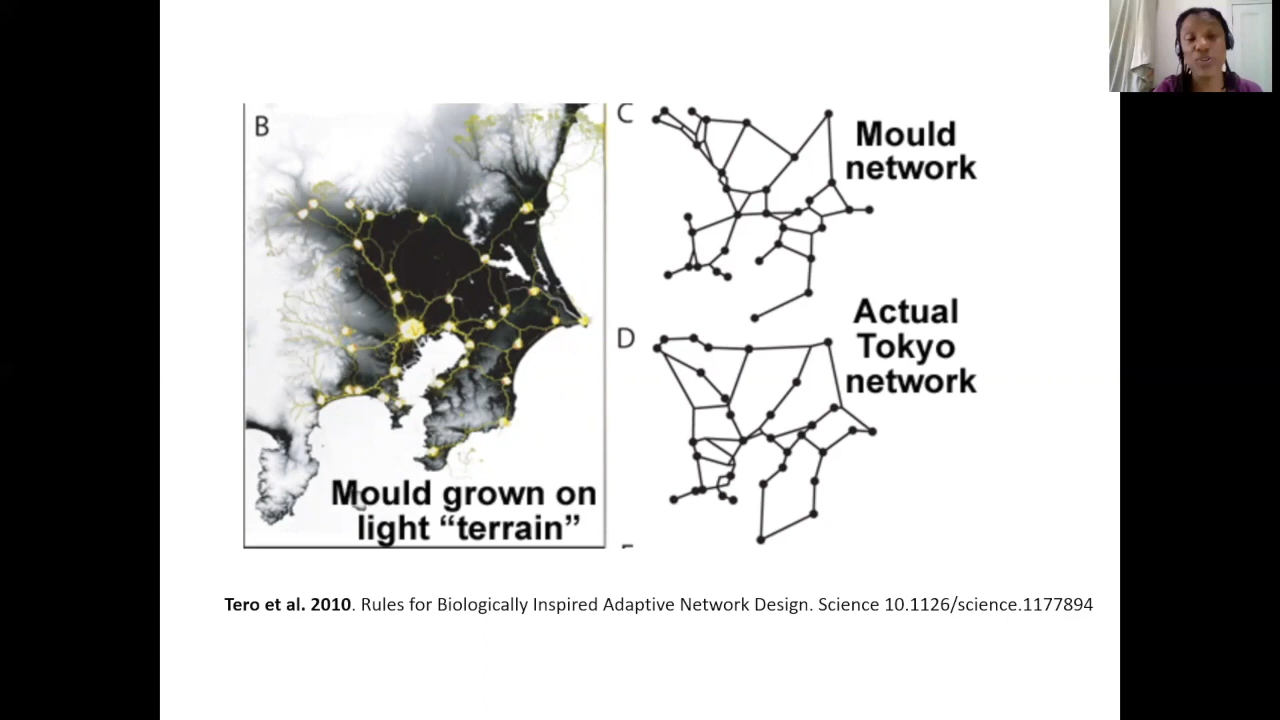 B
Mould grown on
light “terrain”
C
Mould
network
D
Actual
Tokyo
network
Tero et al. 2010. Rules for Biologically Inspired Adaptive Network Design. Science 10.1126/science.1177894